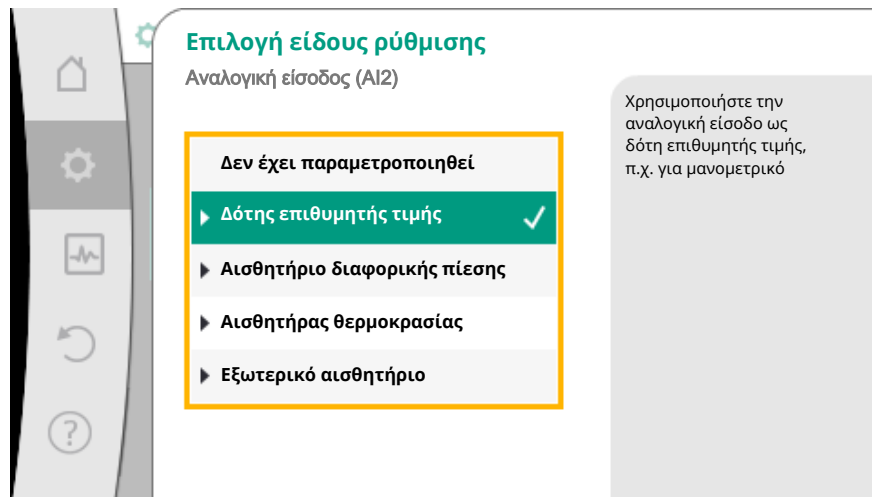 Επιλογή είδους ρύθμισης
Αναλογική είσοδος (AI2)
Δεν έχει παραμετροποιηθεί
Δότης επιθυμητής τιμής
Αισθητήριο διαφορικής πίεσης
Αισθητήρας θερμοκρασίας
Εξωτερικό αισθητήριο
Χρησιμοποιήστε την
αναλογική είσοδο ως
δότη επιθυμητής τιμής,
π.χ. για μανομετρικό
?